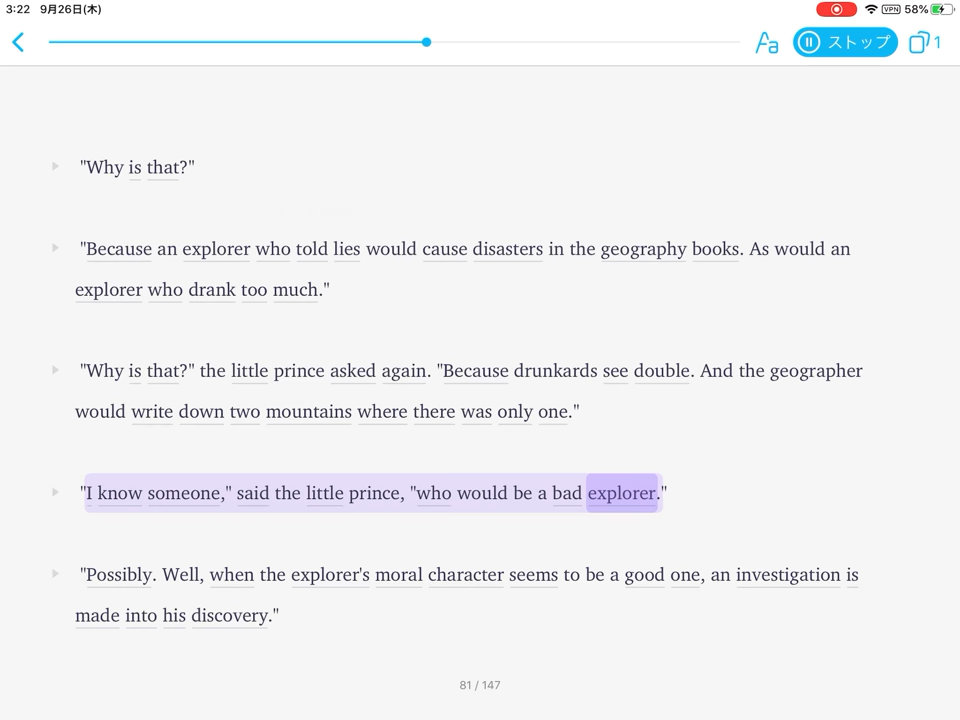 3:22 9月26日(木) VPN 58%
Aa ストップ 1
"Why is that?"
"Because an explorer who told lies would cause disasters in the geography books. As would an
explorer who drank too much."
"Why is that?" the little prince asked again. "Because drunkards see double. And the geographer
would write down two mountains where there was only one."
"I know someone," said the little prince, "who would be a bad explorer."
"Possibly. Well, when the explorer's moral character seems to be a good one, an investigation is
made into his discovery."
81 / 147